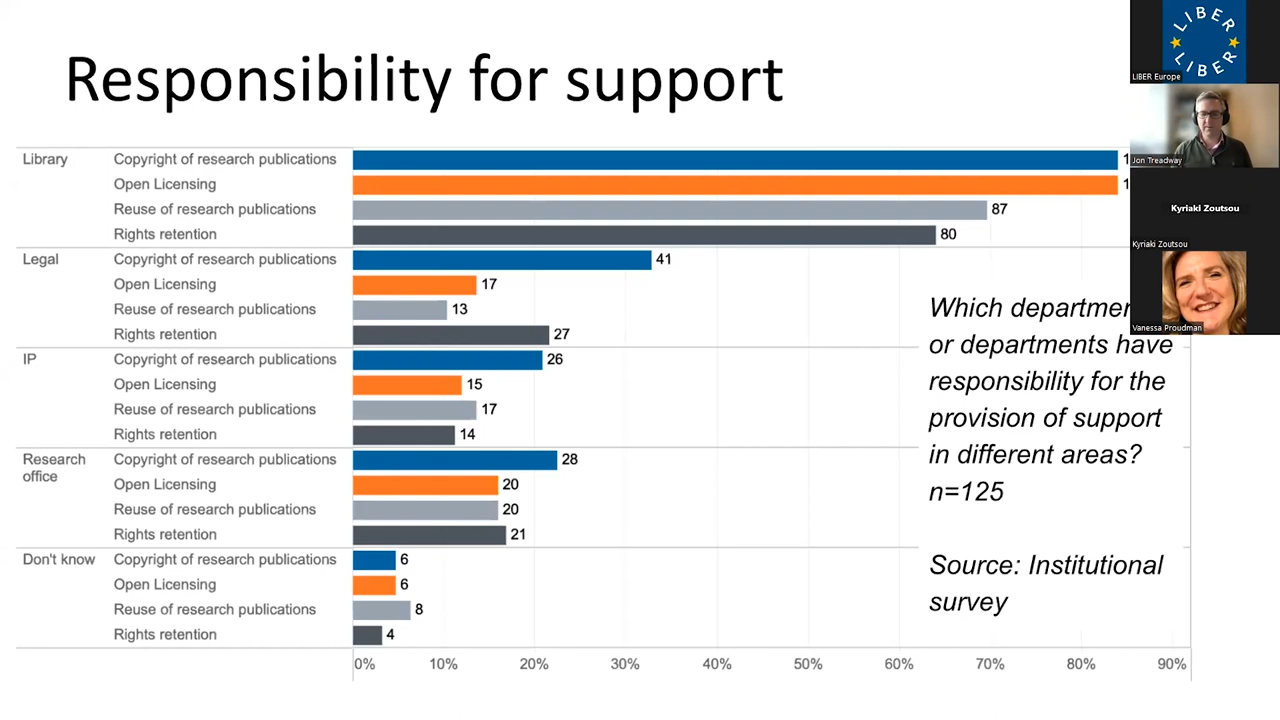 Responsibility for support
LIBER
LIBER
LIBER Europe
Jon Treadway
Kyriaki Zoutsou
Kyriaki Zoutsou
Vanessa Proudman
Library
Copyright of research publications
Open Licensing
Reuse of research publications 87
Rights retention 80
Legal
Copyright of research publications 41
Open Licensing 17
Reuse of research publications 13
Rights retention 27
IP
Copyright of research publications 26
Open Licensing 15
Reuse of research publications 17
Rights retention 14
Research
office
Copyright of research publications 28
Open Licensing 20
Reuse of research publications 20
Rights retention 21
Don't know
Copyright of research publications 6
Open Licensing 6
Reuse of research publications 8
Rights retention 4
0% 10% 20% 30% 40% 50% 60% 70% 80% 90%
Which
or departments have
responsibility for the
provision of support
in different areas?
n=125
Source: Institutional
survey